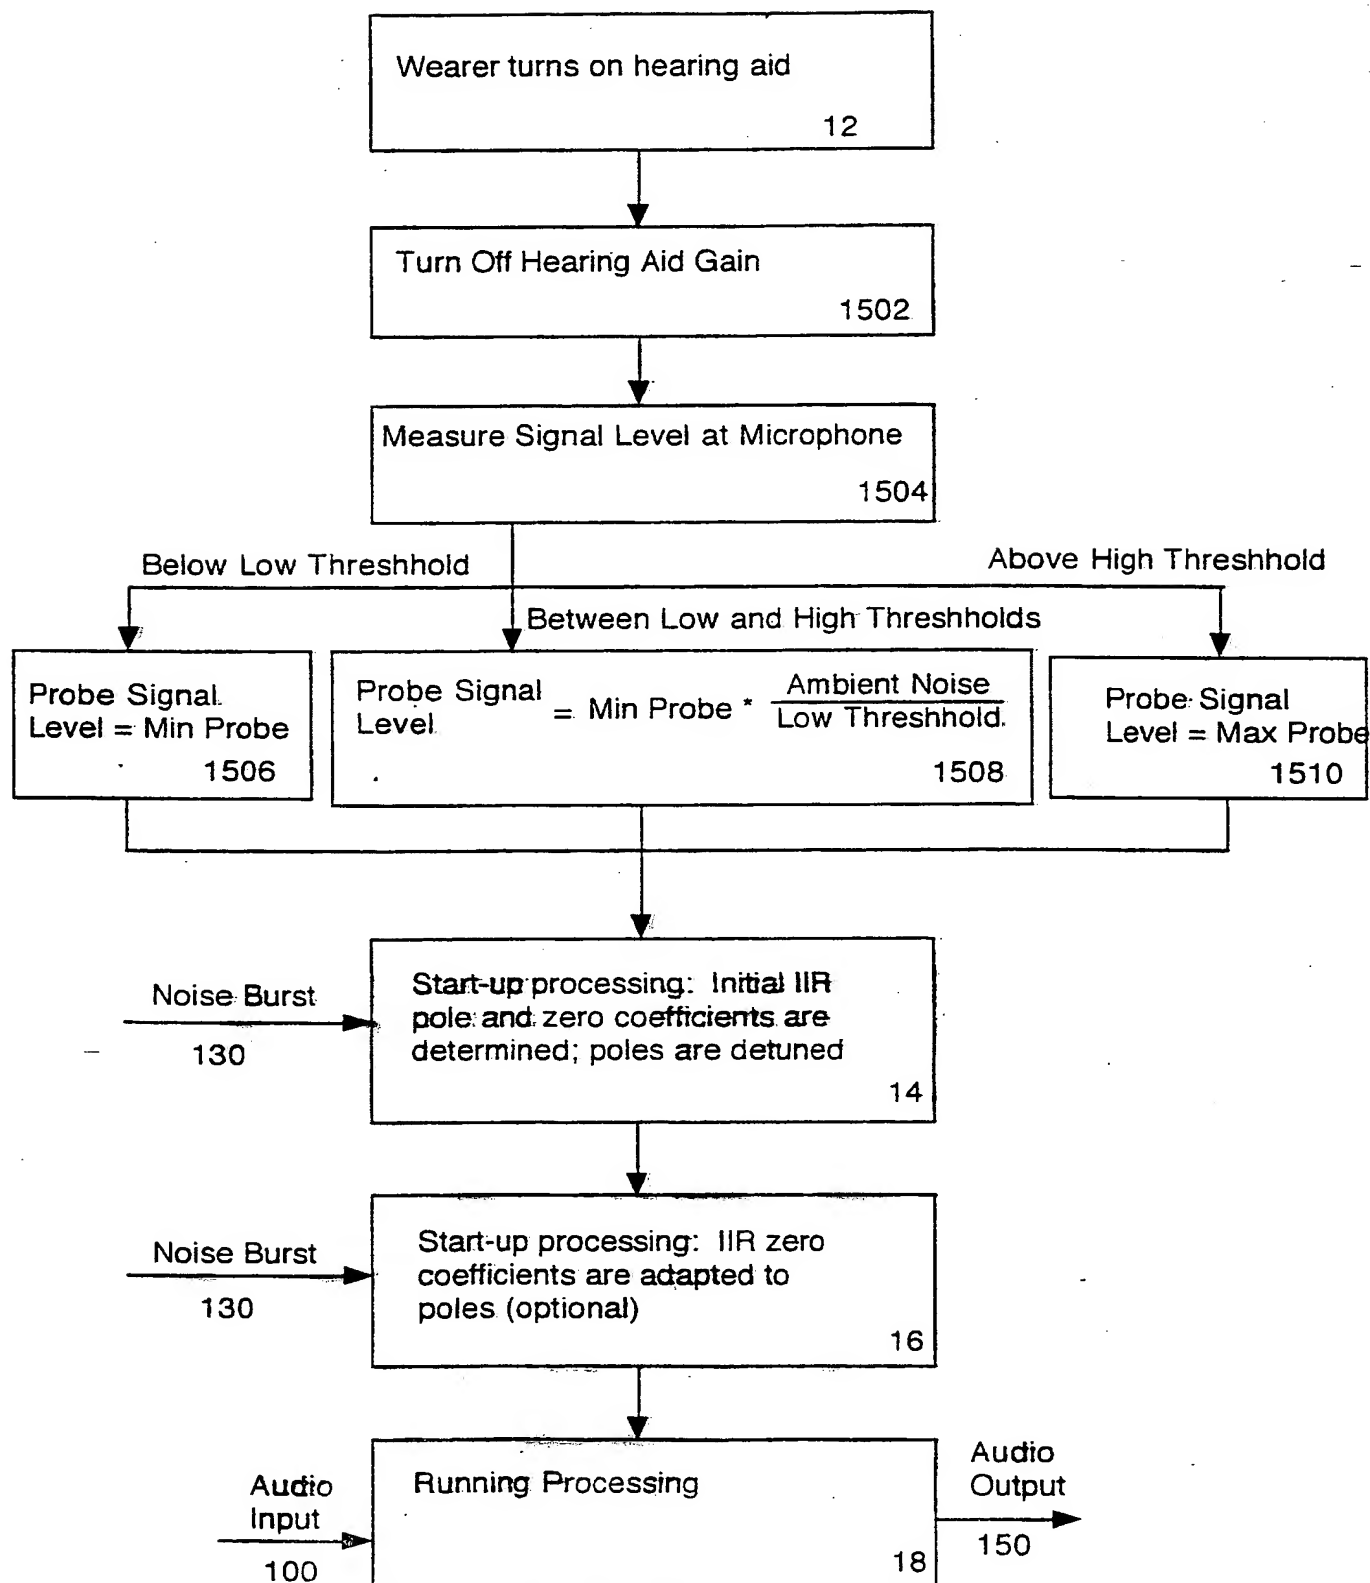 Wearer turns on hearing aid
12
Turn Off Hearing Aid Gain
1502
Measure Signal Level at Microphone
1504
Below Low Threshhold
Above High Threshhold
Between Low and High Threshholds
Probe Signal
Level = Min Probe
1506
Probe Signal
Level
= Min Probe *
Ambient Noise
Low Threshhold
1508
Probe Signal
Level = Max Probe
1510
Noise Burst
130
Start-up processing: Initial IIR
pole and zero coefficients are
determined; poles are detuned
14
Noise Burst
130
Start-up processing: IIR zero
coefficients are adapted to
poles (optional)
16
Audio
Input
100
Running Processing
18
Audio
Output
150